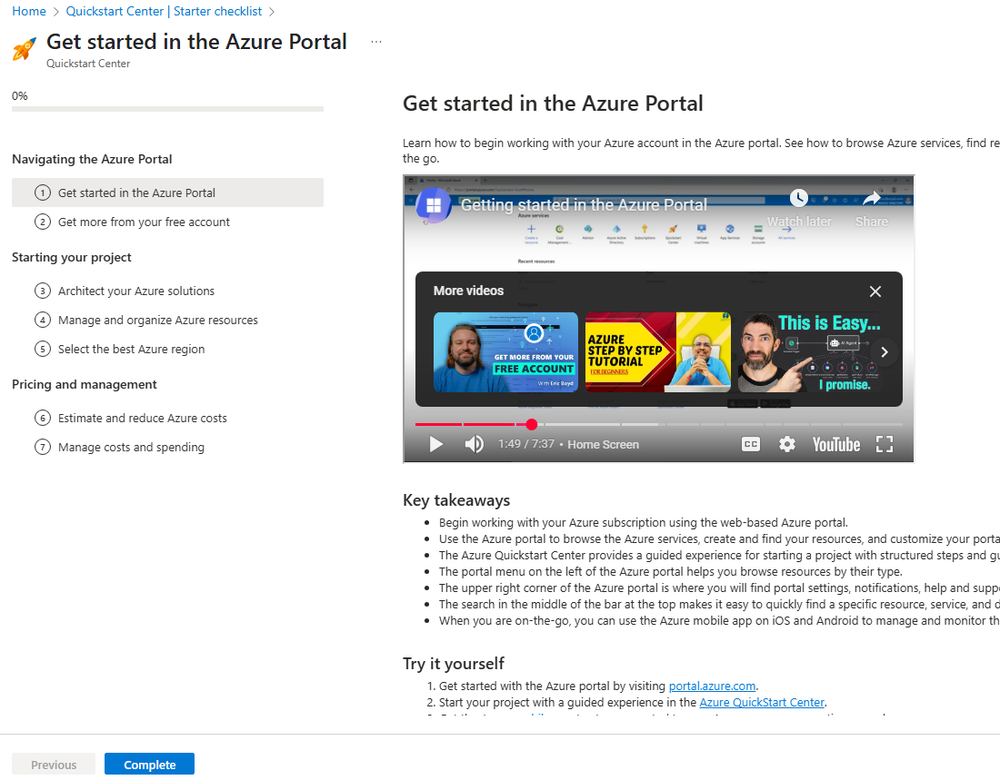 Home > Quickstart Center | Starter checklist >
Get started in the Azure Portal ...
Quickstart Center
0%
Navigating the Azure Portal
1 Get started in the Azure Portal
2 Get more from your free account
Starting your project
3 Architect your Azure solutions
4 Manage and organize Azure resources
5 Select the best Azure region
Pricing and management
6 Estimate and reduce Azure costs
7 Manage costs and spending
Get started in the Azure Portal
Learn how to begin working with your Azure account in the Azure portal. See how to browse Azure services, find re
the go.
Getting started in the Azure Portal
Watch later
Share
Azure services
Recent resources
More videos
GET MORE FROM YOUR
FREE ACCOUNT
With Eric Boyd
AZURE
STEP BY STEP
TUTORIAL
FOR BEGINNERS
This is Easy...
AI Agent
I promise.
1:49 / 7:37 • Home Screen
CC
YouTube
Key takeaways
• Begin working with your Azure subscription using the web-based Azure portal.
• Use the Azure portal to browse the Azure services, create and find your resources, and customize your porta
• The Azure Quickstart Center provides a guided experience for starting a project with structured steps and gu
• The portal menu on the left of the Azure portal helps you browse resources by their type.
• The upper right corner of the Azure portal is where you will find portal settings, notifications, help and supp
• The search in the middle of the bar at the top makes it easy to quickly find a specific resource, service, and d
• When you are on-the-go, you can use the Azure mobile app on iOS and Android to manage and monitor th
Try it yourself
1. Get started with the Azure portal by visiting portal.azure.com.
2. Start your project with a guided experience in the Azure QuickStart Center.
Previous
Complete